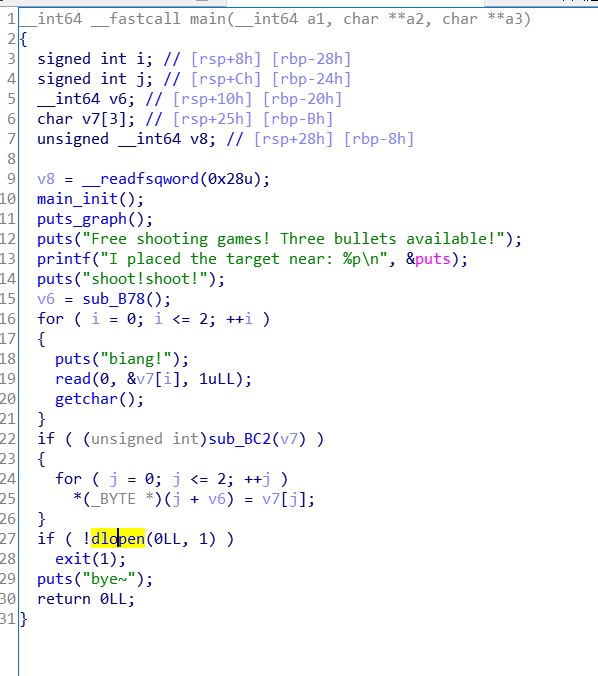 1 __int64 __fastcall main(__int64 a1, char **a2, char **a3)
2 {
3 signed int i; // [rsp+8h] [rbp-28h]
4 signed int j; // [rsp+Ch] [rbp-24h]
5 __int64 v6; // [rsp+10h] [rbp-20h]
6 char v7[3]; // [rsp+25h] [rbp-Bh]
7 unsigned __int64 v8; // [rsp+28h] [rbp-8h]
8
9 v8 = __readfsqword(0x28u);
10 main_init();
11 puts_graph();
12 puts("Free shooting games! Three bullets available!");
13 printf("I placed the target near: %p\n", &puts);
14 puts("shoot!shoot!");
15 v6 = sub_B78();
16 for ( i = 0; i <= 2; ++i )
17 {
18 puts("biang!");
19 read(0, &v7[i], 1uLL);
20 getchar();
21 }
22 if ( (unsigned int)sub_BC2(v7) )
23 {
24 for ( j = 0; j <= 2; ++j )
25 *(_BYTE *)(j + v6) = v7[j];
26 }
27 if ( !dlopen(0LL, 1) )
28 exit(1);
29 puts("bye~");
30 return 0LL;
31 }